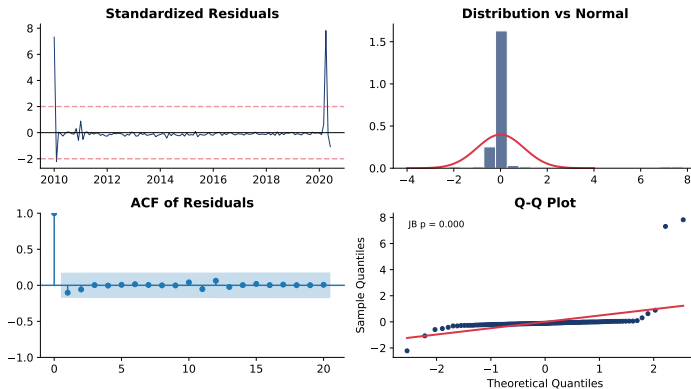 Standardized Residuals
8
6
4
2
0
−2
2010 2012 2014 2016 2018 2020
Distribution vs Normal
1.5
1.0
0.5
0.0
−4 −2 0 2 4 6 8
ACF of Residuals
1.0
0.5
0.0
−0.5
−1.0
0 5 10 15 20
Q-Q Plot
JB p = 0.000
Sample Quantiles
8
6
4
2
0
−2
−2 −1 0 1 2
Theoretical Quantiles